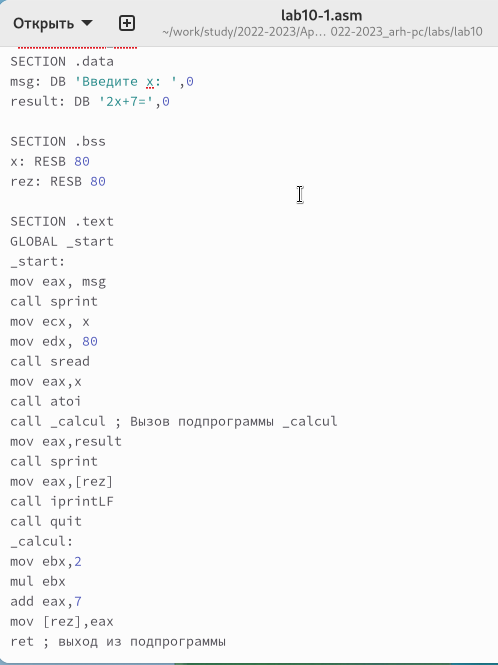 lab10-1.asm
Открыть
~/work/study/2022-2023/Ap... 022-2023_arh-pc/labs/lab10
SECTION .data
msg: DB 'Введите x: ',0
result: DB '2x+7=',0
SECTION .bss
x: RESB 80
rez: RESB 80
SECTION .text
GLOBAL _start
_start:
mov eax, msg
call sprint
mov ecx, x
mov edx, 80
call sread
mov eax,x
call atoi
call _calcul ; Вызов подпрограммы _calcul
mov eax,result
call sprint
mov eax,[rez]
call iprintLF
call quit
_calcul:
mov ebx,2
mul ebx
add eax,7
mov [rez],eax
ret ; выход из подпрограммы